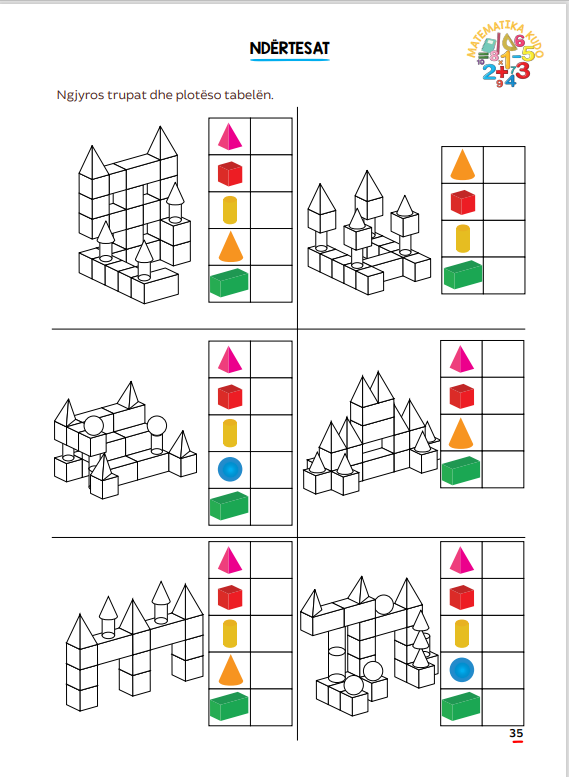 NDËRTESAT
MATEMATIKA KUDO
Ngjyros trupat dhe plotëso tabelën.
35